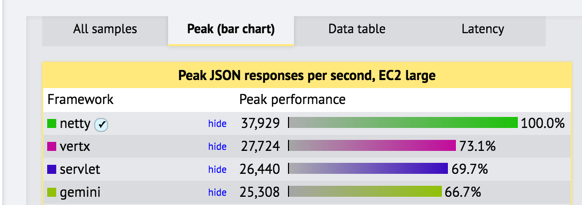 All samples Peak (bar chart) Data table Latency
Peak JSON responses per second, EC2 large
Framework Peak performance
netty hide 37,929 100.0%
vertx hide 27,724 73.1%
servlet hide 26,440 69.7%
gemini hide 25,308 66.7%